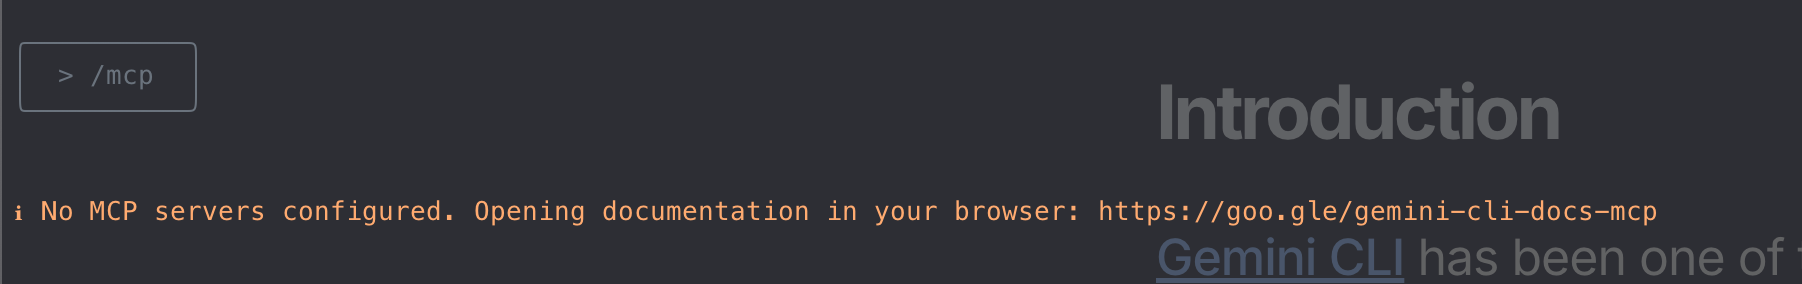 > /mcp
Introduction
ℹ No MCP servers configured. Opening documentation in your browser: https://goo.gle/gemini-cli-docs-mcp
Gemini CLI has been one of